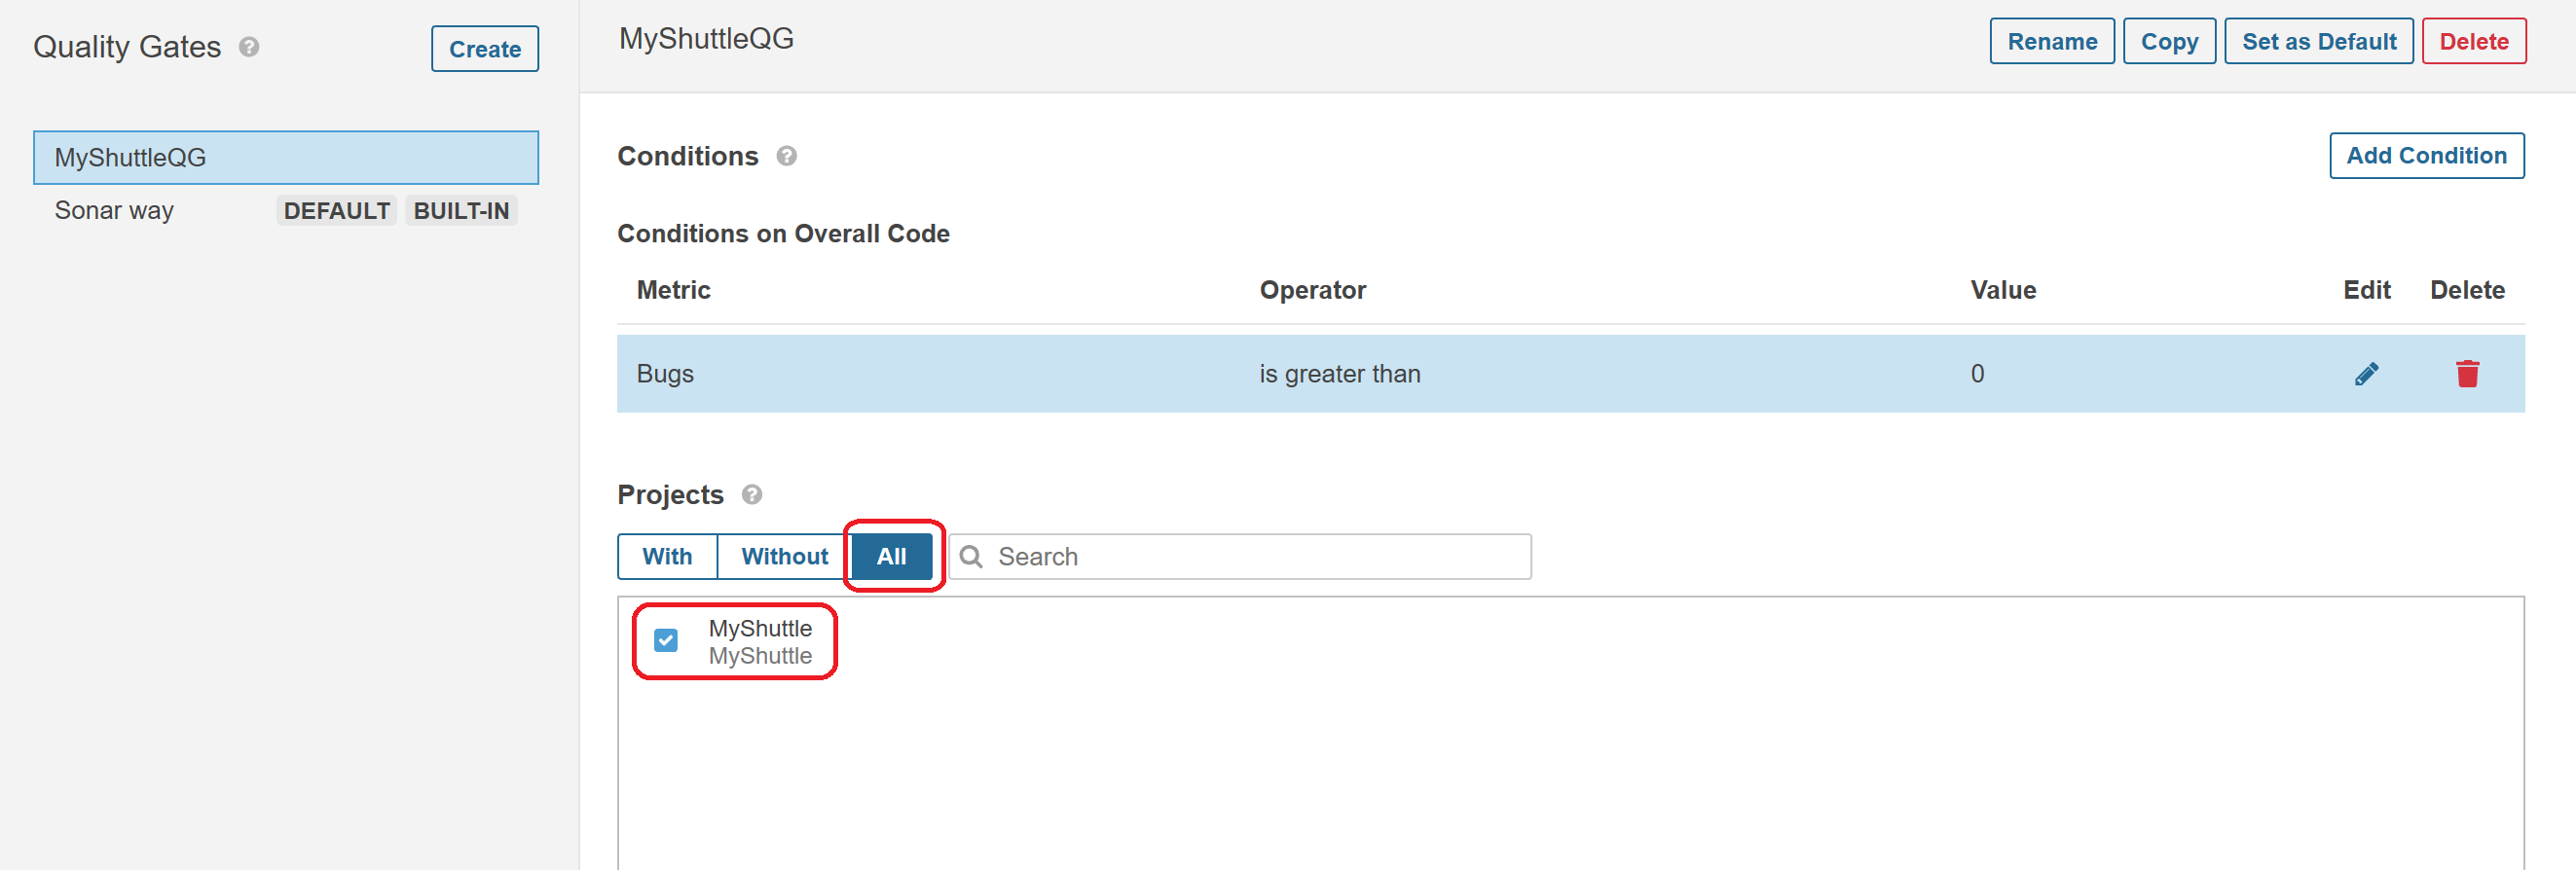 Quality Gates ?
Create
MyShuttleQG
Sonar way DEFAULT BUILT-IN
MyShuttleQG
Rename Copy Set as Default Delete
Conditions ?
Add Condition
Conditions on Overall Code
Metric Operator Value Edit Delete
Bugs is greater than 0
Projects ?
With Without All Search
MyShuttle
MyShuttle